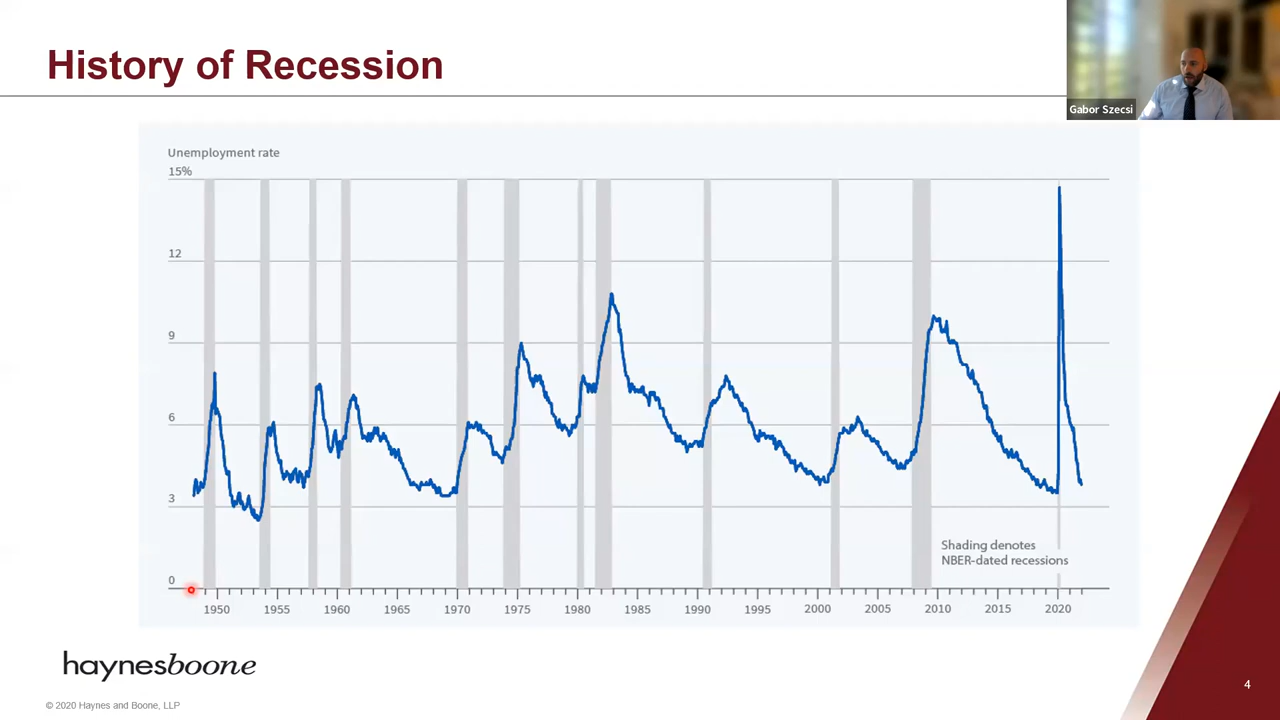 History of Recession
Gabor Szecsi
Unemployment rate
15%
12
9
6
3
0
1950 1955 1960 1965 1970 1975 1980 1985 1990 1995 2000 2005 2010 2015 2020
Shading denotes
NBER-dated recessions
haynesboone
© 2020 Haynes and Boone, LLP
4